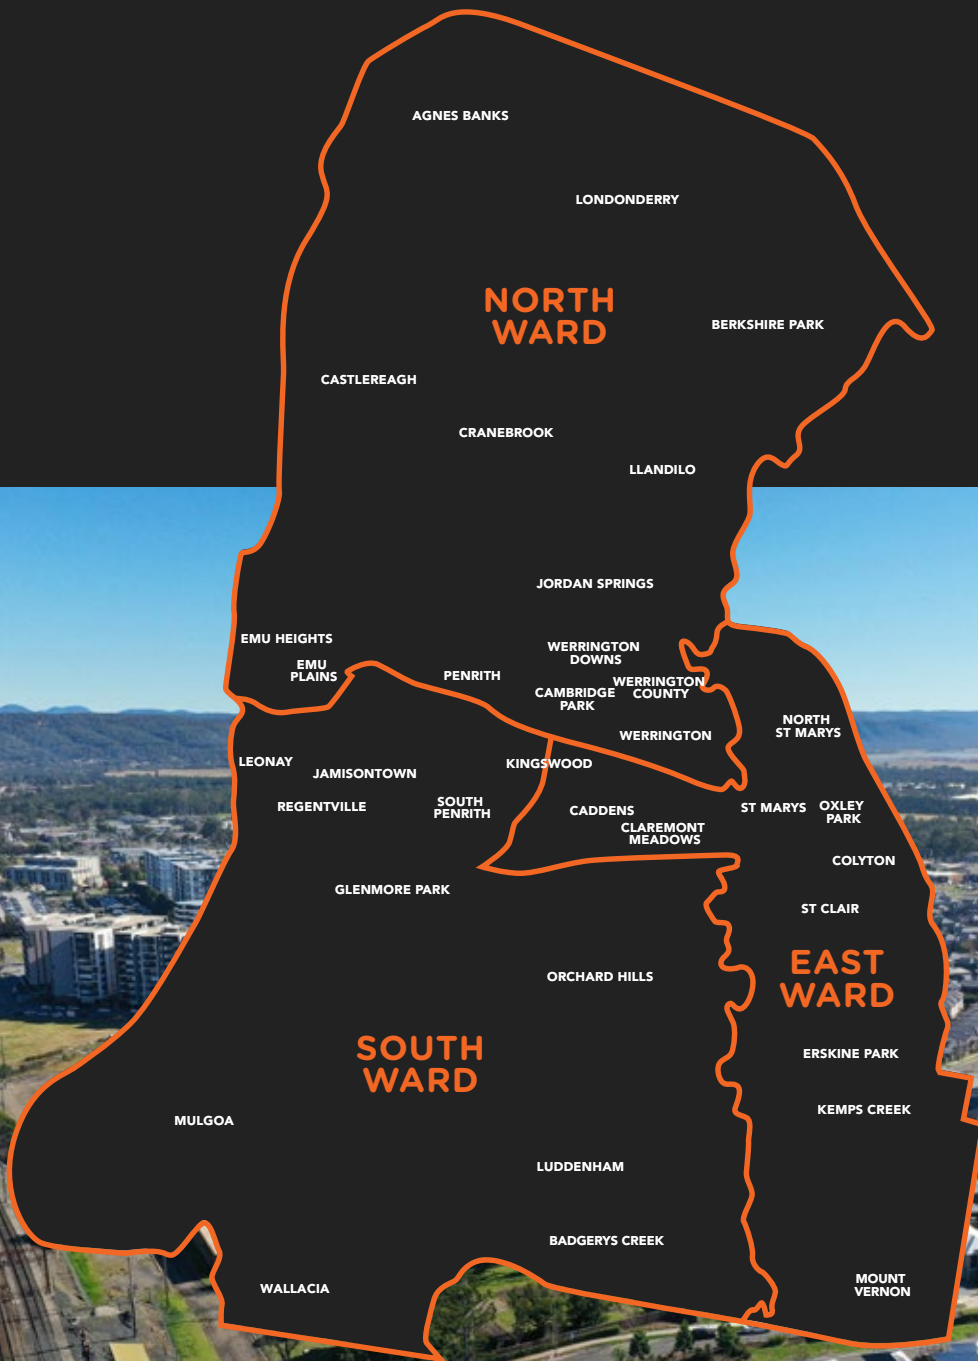 AGNES BANKS
LONDONDERRY
NORTH
WARD
BERKSHIRE PARK
CASTLEREAGH
CRANEBROOK
LLANDILO
JORDAN SPRINGS
EMU HEIGHTS
EMU
PLAINS
PENRITH
WERRINGTON
DOWNS
WERRINGTON
COUNTY
CAMBRIDGE
PARK
WERRINGTON
NORTH
ST MARYS
LEONAY
JAMISONTOWN
KINGSWOOD
REGENTVILLE
SOUTH
PENRITH
CADDENS
CLAREMONT
MEADOWS
ST MARYS
OXLEY
PARK
COLYTON
GLENMORE PARK
ST CLAIR
EAST
WARD
ORCHARD HILLS
SOUTH
WARD
ERSKINE PARK
KEMPS CREEK
MULGOA
LUDDENHAM
BADGERYS CREEK
WALLACIA
MOUNT
VERNON